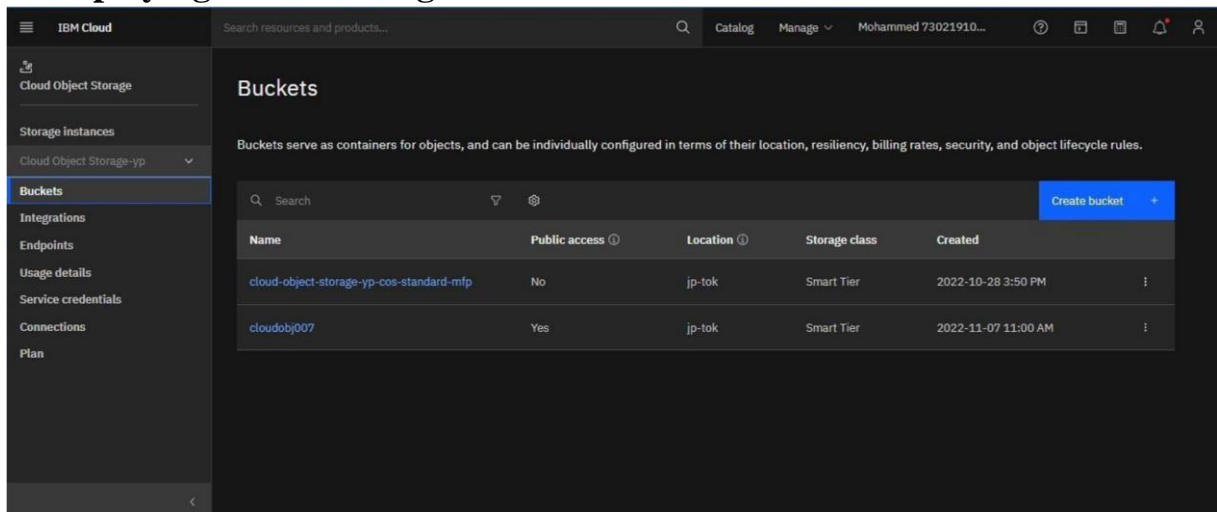 IBM Cloud
Search resources and products...
Catalog
Manage
Mohammed 73021910...
Cloud Object Storage
Storage instances
Cloud Object Storage-yp
Buckets
Integrations
Endpoints
Usage details
Service credentials
Connections
Plan
Buckets
Buckets serve as containers for objects, and can be individually configured in terms of their location, resiliency, billing rates, security, and object lifecycle rules.
Search
Create bucket +
Name Public access Location Storage class Created
cloud-object-storage-yp-cos-standard-mfp No jp-tok Smart Tier 2022-10-28 3:50 PM
cloudobj007 Yes jp-tok Smart Tier 2022-11-07 11:00 AM